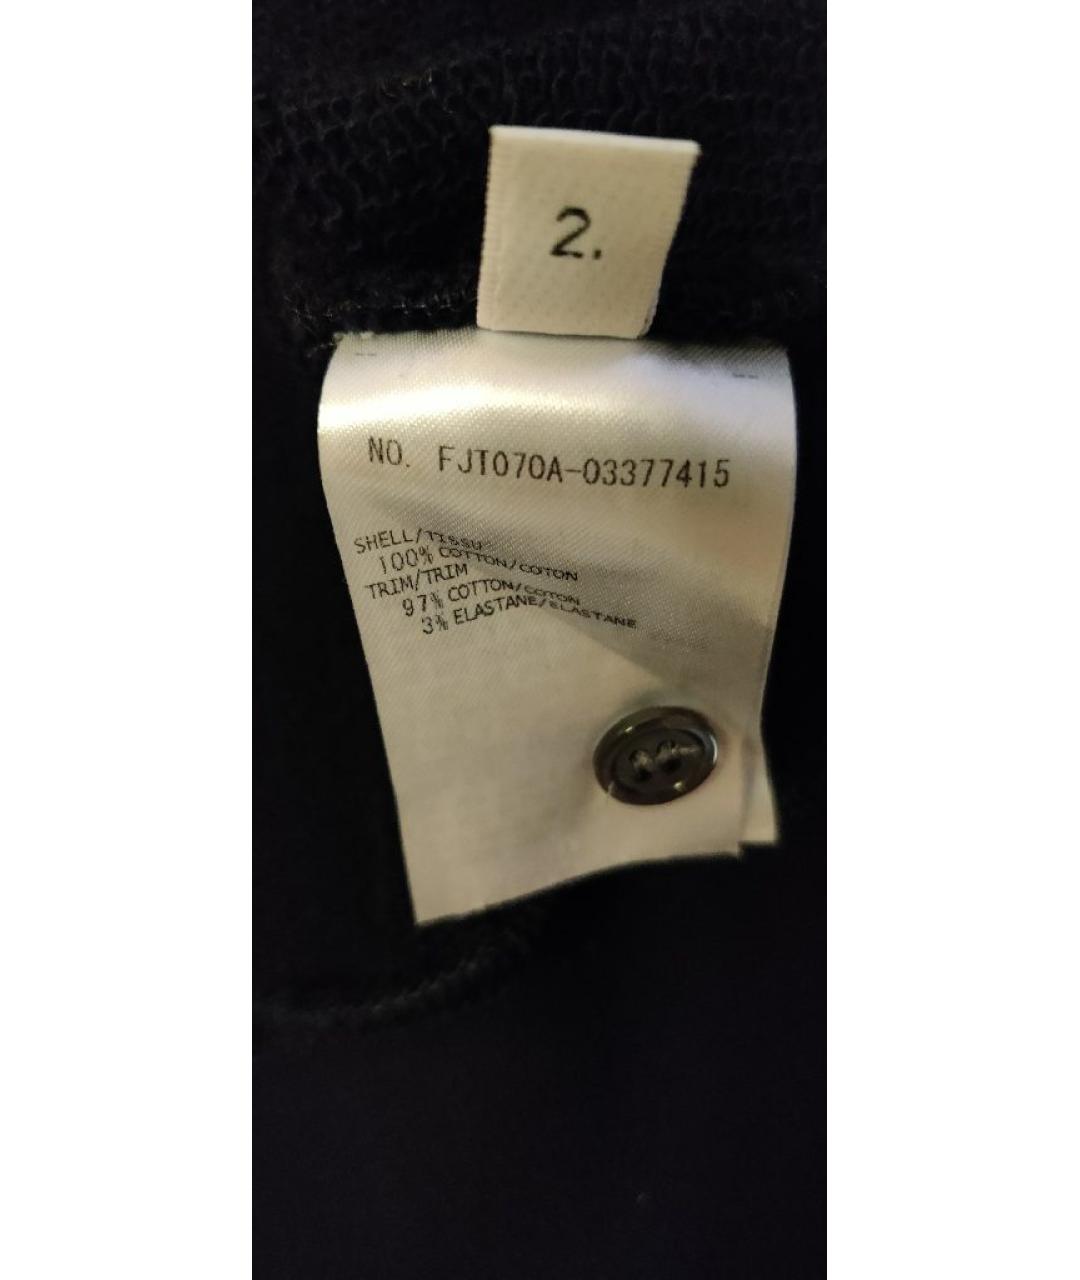 2.
NO. FJT070A-03377415
SHELL/TISSU
100% COTTON/COTON
TRIM/TRIM
97% COTTON/COTON
3% ELASTANE/ELASTANE